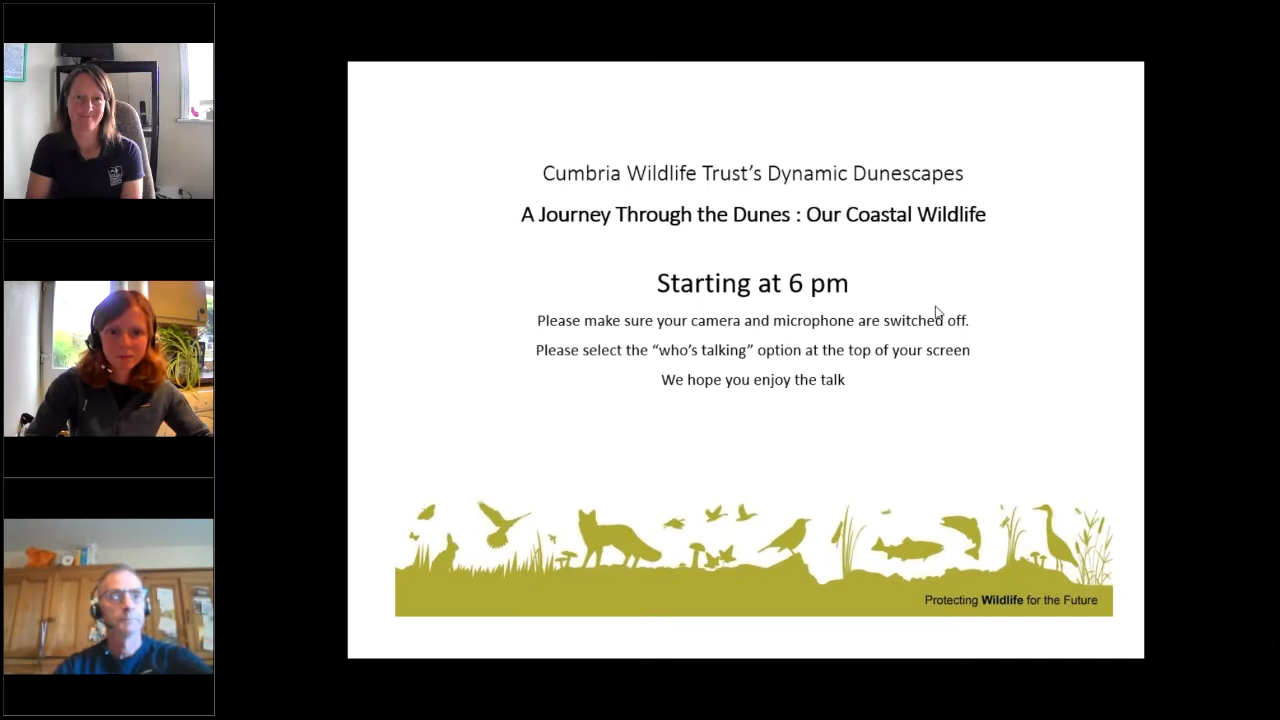 Cumbria Wildlife Trust's Dynamic Dunescapes
A Journey Through the Dunes : Our Coastal Wildlife
Starting at 6 pm
Please make sure your camera and microphone are switched off.
Please select the “who's talking” option at the top of your screen
We hope you enjoy the talk
Protecting Wildlife for the Future